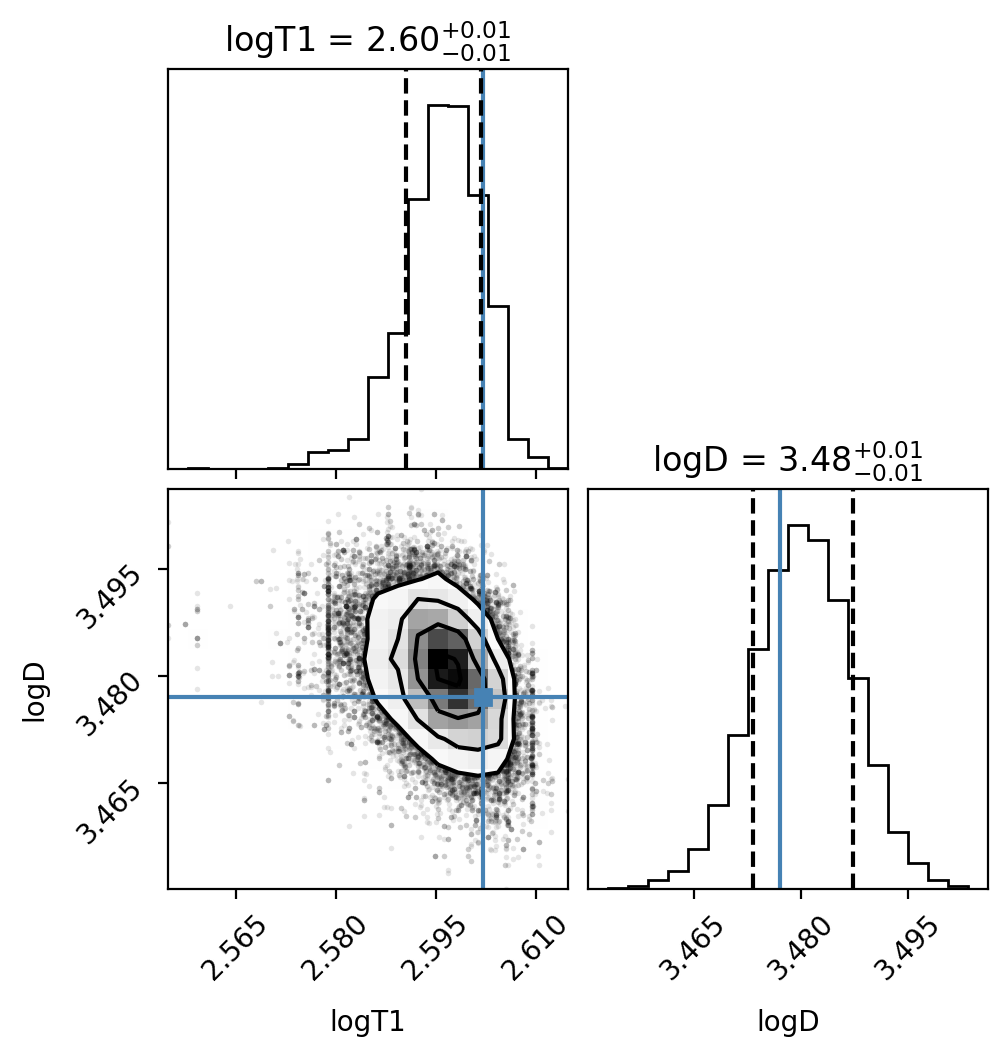 logT1 = 2.60+0.01 −0.01
logD = 3.48+0.01 −0.01
logD
3.495
3.480
3.465
2.565 2.580 2.595 2.610
logT1
3.465 3.480 3.495
logD